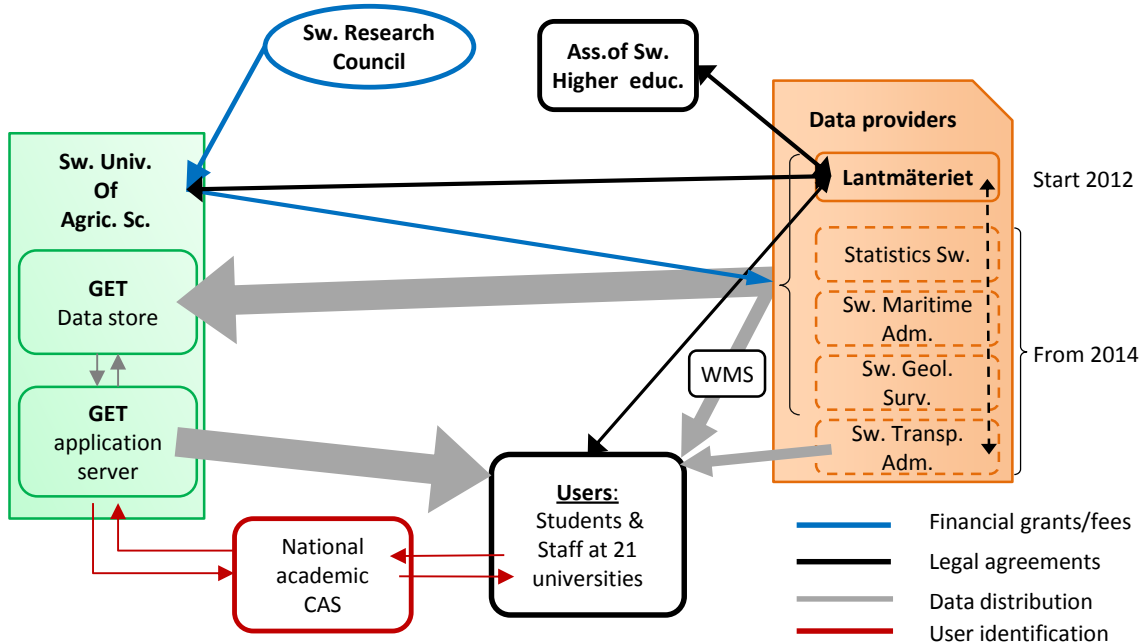 Sw. Research
Council
Ass.of Sw.
Higher educ.
Data providers
Lantmäteriet
Start 2012
Statistics Sw.
Sw. Maritime
Adm.
Sw. Geol.
Surv.
Sw. Transp.
Adm.
From 2014
Sw. Univ.
Of
Agric. Sc.
GET
Data store
GET
application
server
WMS
Users:
Students &
Staff at 21
universities
National
academic
CAS
Financial grants/fees
Legal agreements
Data distribution
User identification